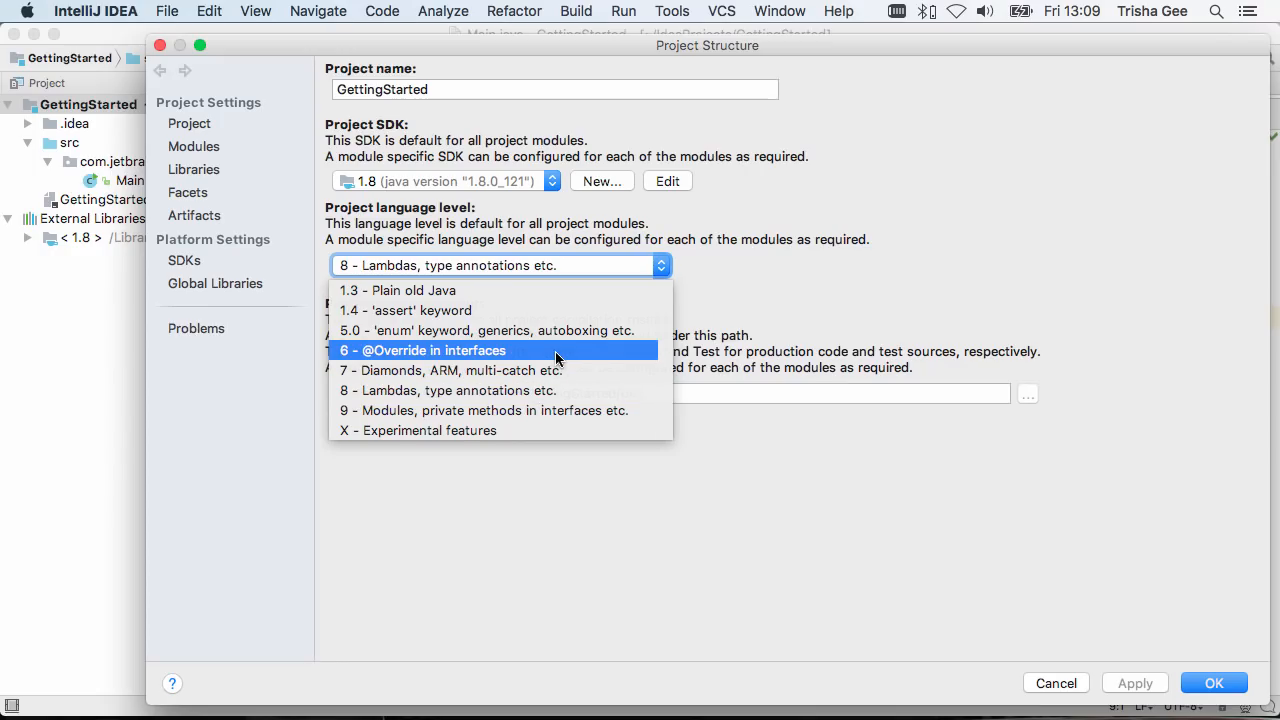 IntelliJ IDEA File Edit View Navigate Code Analyze Refactor Build Run Tools VCS Window Help Fri 13:09 Trisha Gee
GettingStarted
Project
GettingStarted
.idea
src
com.jetbra
Main
GettingStarte
External Libraries
< 1.8 > /Librar
Project Structure
Project Settings
Project
Modules
Libraries
Facets
Artifacts
Platform Settings
SDKs
Global Libraries
Problems
Project name:
GettingStarted
Project SDK:
This SDK is default for all project modules.
A module specific SDK can be configured for each of the modules as required.
1.8 (java version "1.8.0_121") New... Edit
Project language level:
This language level is default for all project modules.
A module specific language level can be configured for each of the modules as required.
8 - Lambdas, type annotations etc.
1.3 - Plain old Java
1.4 - 'assert' keyword
5.0 - 'enum' keyword, generics, autoboxing etc.
6 - @Override in interfaces
7 - Diamonds, ARM, multi-catch etc.
8 - Lambdas, type annotations etc.
9 - Modules, private methods in interfaces etc.
X - Experimental features
der this path.
and Test for production code and test sources, respectively.
ed for each of the modules as required.
...
? Cancel Apply OK
9:1 LF÷ UTF-8÷